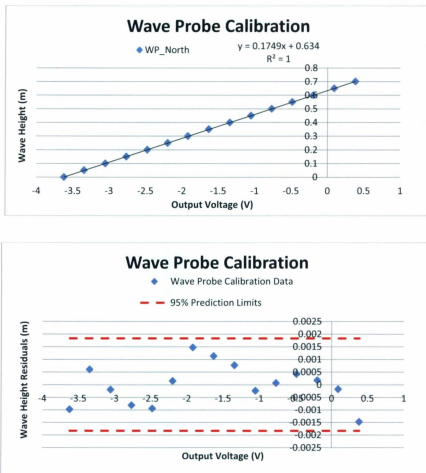 Wave Probe Calibration
WP_North
y = 0.1749x + 0.634
R² = 1
Wave Height (m)
0.8
0.7
0.6
0.5
0.4
0.3
0.2
0.1
0
-4 -3.5 -3 -2.5 -2 -1.5 -1 -0.5 0 0.5 1
Output Voltage (V)
Wave Probe Calibration
Wave Probe Calibration Data
95% Prediction Limits
Wave Height Residuals (m)
0.0025
0.002
0.0015
0.001
0.0005
0
-4 -3.5 -3 -2.5 -2 -1.5 -1 -0.5 0 0.5 1
-0.0005
-0.001
-0.0015
-0.002
-0.0025
Output Voltage (V)